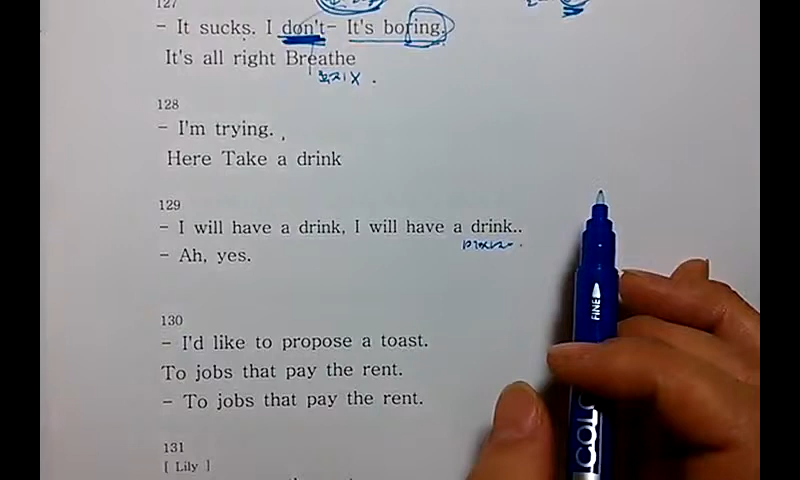 127
- It sucks. I don't- It's boring.
It's all right Breathe
128
- I'm trying.
Here Take a drink
129
- I will have a drink, I will have a drink..
- Ah, yes.
130
- I'd like to propose a toast.
To jobs that pay the rent.
- To jobs that pay the rent.
131
[ Lily ]
FINE
COLO